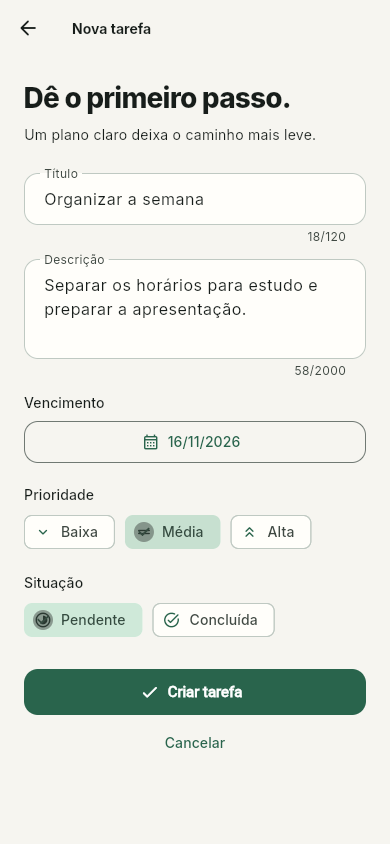 Nova tarefa
Dê o primeiro passo.
Um plano claro deixa o caminho mais leve.
Título
Organizar a semana
18/120
Descrição
Separar os horários para estudo e
preparar a apresentação.
58/2000
Vencimento
16/11/2026
Prioridade
Baixa
Média
Alta
Situação
Pendente
Concluída
Criar tarefa
Cancelar